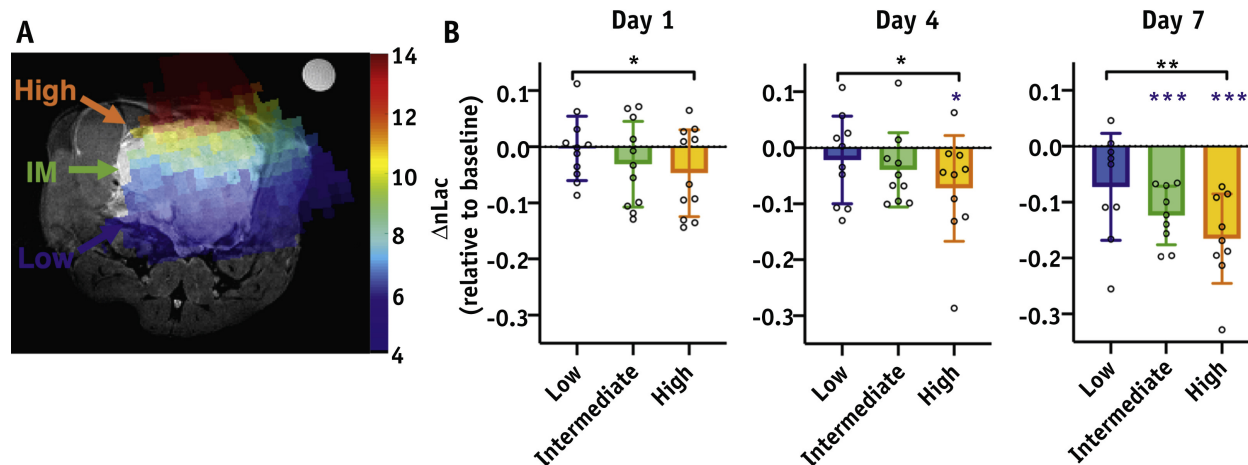 A
High
IM
Low
14
12
10
8
6
4
B
ΔnLac
(relative to baseline)
Day 1
*
0.1
0.0
-0.1
-0.2
-0.3
Low
Intermediate
High
Day 4
*
*
0.1
0.0
-0.1
-0.2
-0.3
Low
Intermediate
High
Day 7
**
***
***
0.1
0.0
-0.1
-0.2
-0.3
Low
Intermediate
High